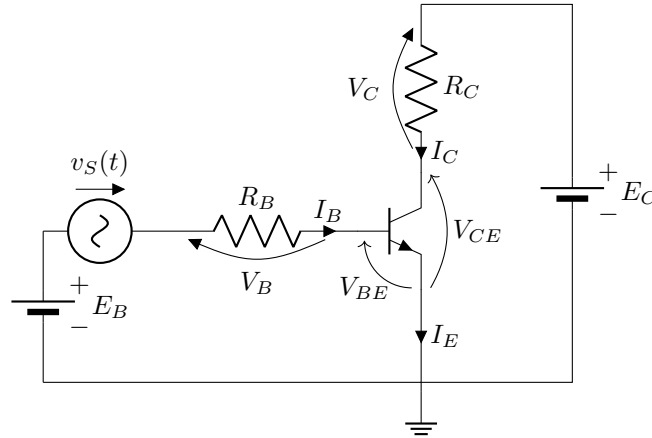 V_C
R_C
I_C
v_S(t)
R_B
I_B
V_B
V_BE
V_CE
I_E
+
E_B
−
+
E_C
−